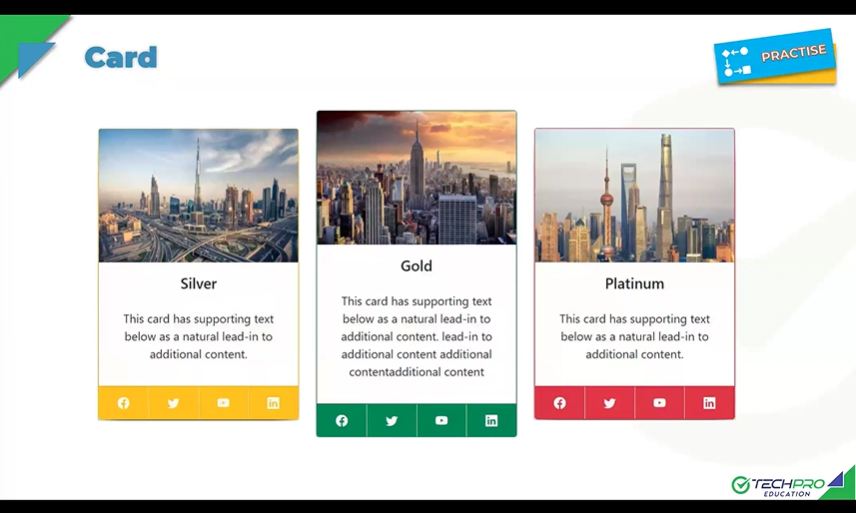 Card
PRACTISE
Silver
This card has supporting text
below as a natural lead-in to
additional content.
Gold
This card has supporting text
below as a natural lead-in to
additional content. lead-in to
additional content additional
contentadditional content
Platinum
This card has supporting text
below as a natural lead-in to
additional content.
TECHPRO
EDUCATION